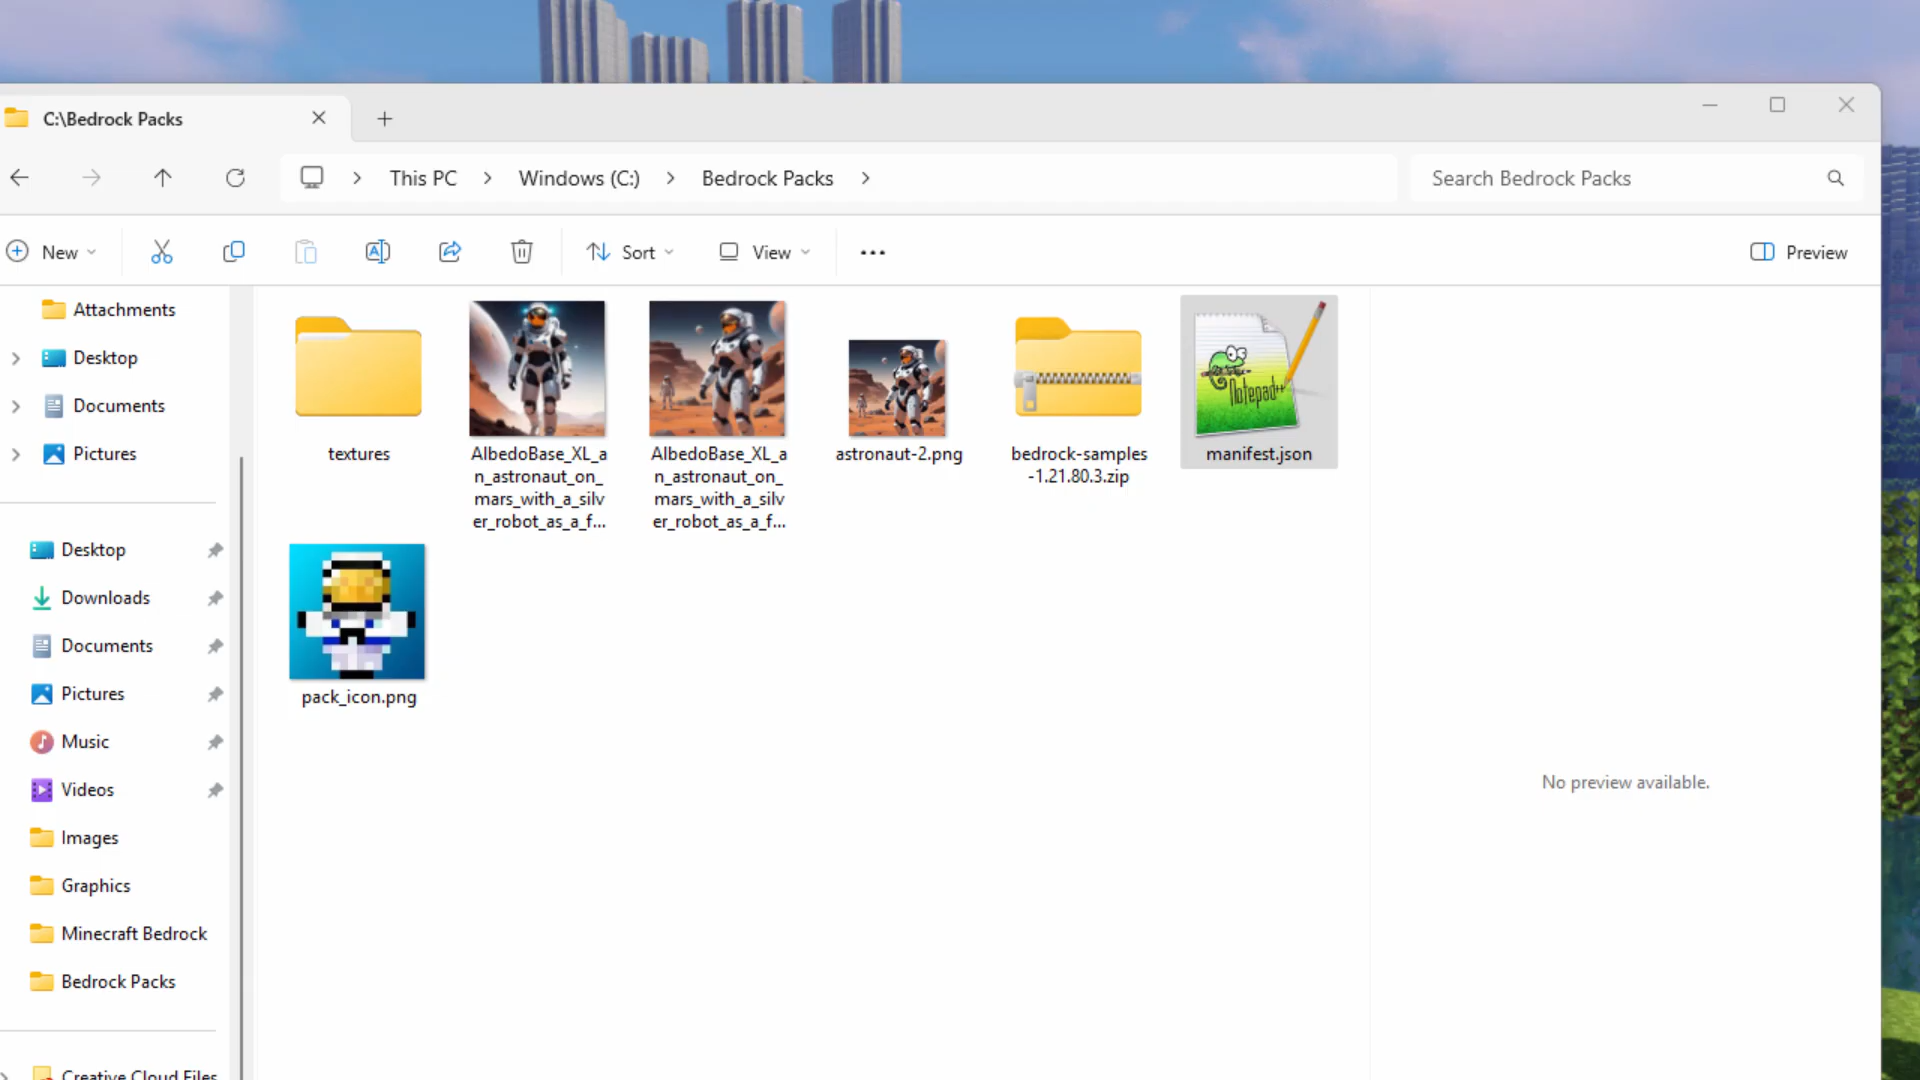 C:\Bedrock Packs
This PC
Windows (C:)
Bedrock Packs
Search Bedrock Packs
New
Sort
View
Preview
Attachments
Desktop
Documents
Pictures
Desktop
Downloads
Documents
Pictures
Music
Videos
Images
Graphics
Minecraft Bedrock
Bedrock Packs
Creative Cloud Files
textures
AlbedoBase_XL_a
n_astronaut_on_
mars_with_a_silv
er_robot_as_a_f...
AlbedoBase_XL_a
n_astronaut_on_
mars_with_a_silv
er_robot_as_a_f...
astronaut-2.png
bedrock-samples
-1.21.80.3.zip
Notepad++
manifest.json
pack_icon.png
No preview available.